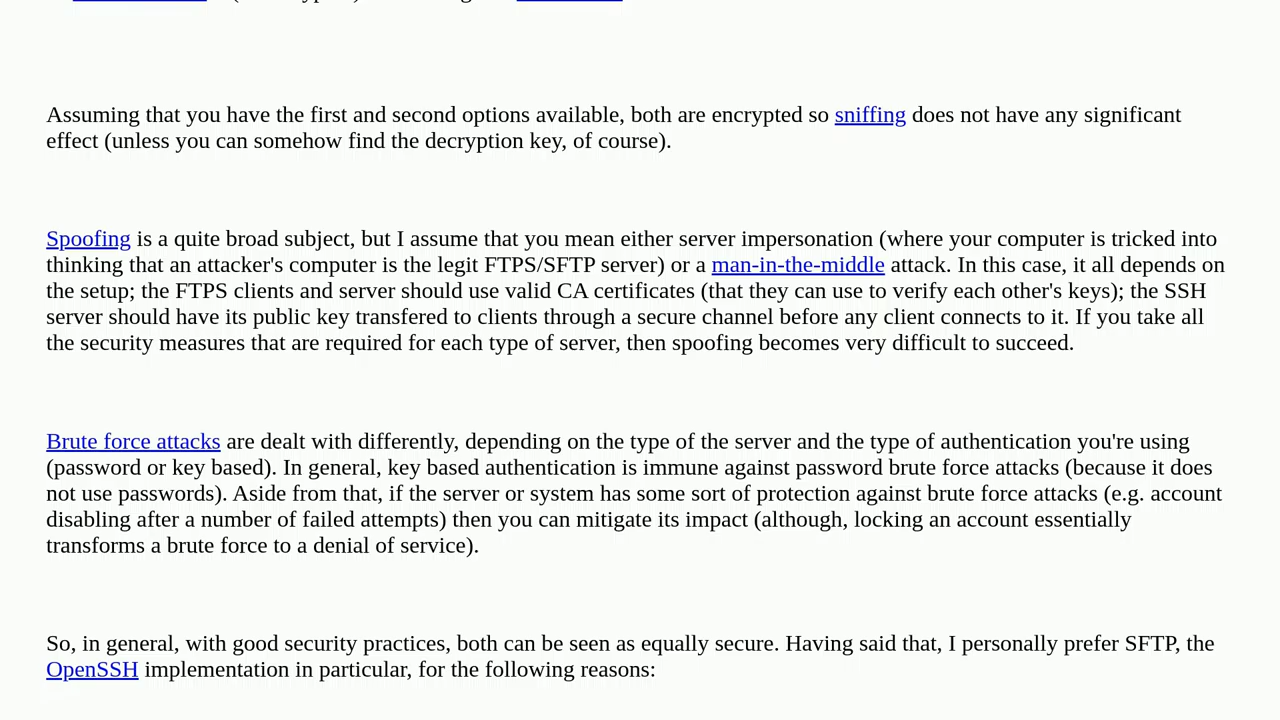 Assuming that you have the first and second options available, both are encrypted so sniffing does not have any significant
effect (unless you can somehow find the decryption key, of course).
Spoofing is a quite broad subject, but I assume that you mean either server impersonation (where your computer is tricked into
thinking that an attacker's computer is the legit FTPS/SFTP server) or a man-in-the-middle attack. In this case, it all depends on
the setup; the FTPS clients and server should use valid CA certificates (that they can use to verify each other's keys); the SSH
server should have its public key transfered to clients through a secure channel before any client connects to it. If you take all
the security measures that are required for each type of server, then spoofing becomes very difficult to succeed.
Brute force attacks are dealt with differently, depending on the type of the server and the type of authentication you're using
(password or key based). In general, key based authentication is immune against password brute force attacks (because it does
not use passwords). Aside from that, if the server or system has some sort of protection against brute force attacks (e.g. account
disabling after a number of failed attempts) then you can mitigate its impact (although, locking an account essentially
transforms a brute force to a denial of service).
So, in general, with good security practices, both can be seen as equally secure. Having said that, I personally prefer SFTP, the
OpenSSH implementation in particular, for the following reasons: